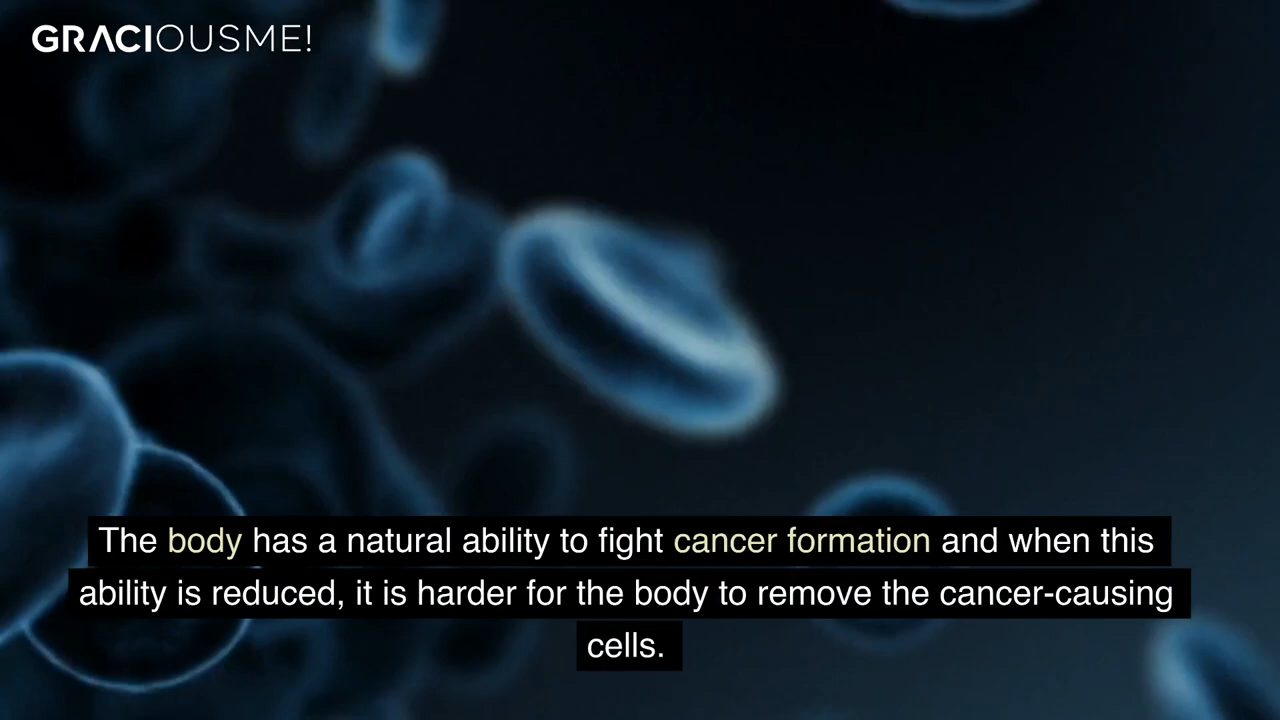 GRACIOUSME!
The body has a natural ability to fight cancer formation and when this
ability is reduced, it is harder for the body to remove the cancer-causing
cells.